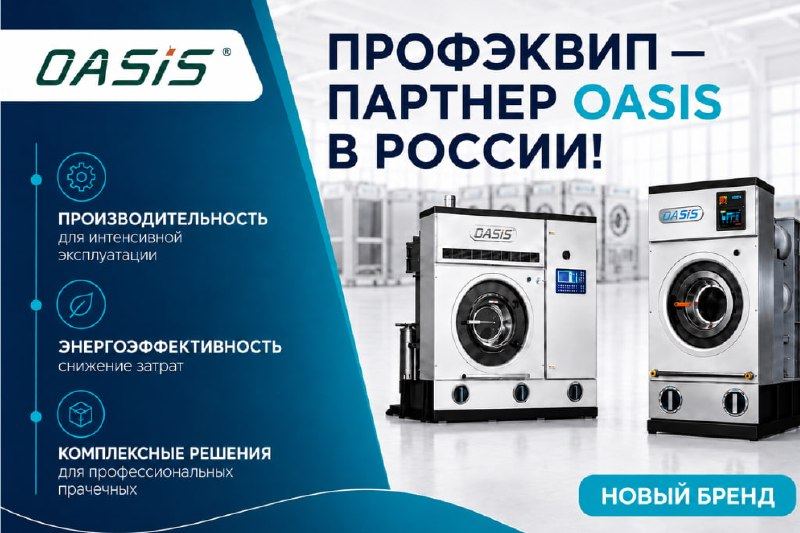 OASIS®
ПРОФЭКВИП –
ПАРТНЕР OASIS
В РОССИИ!
ПРОИЗВОДИТЕЛЬНОСТЬ
для интенсивной
эксплуатации
ЭНЕРГОЭФФЕКТИВНОСТЬ
снижение затрат
КОМПЛЕКСНЫЕ РЕШЕНИЯ
для профессиональных
прачечных
OASIS
OASIS
НОВЫЙ БРЕНД